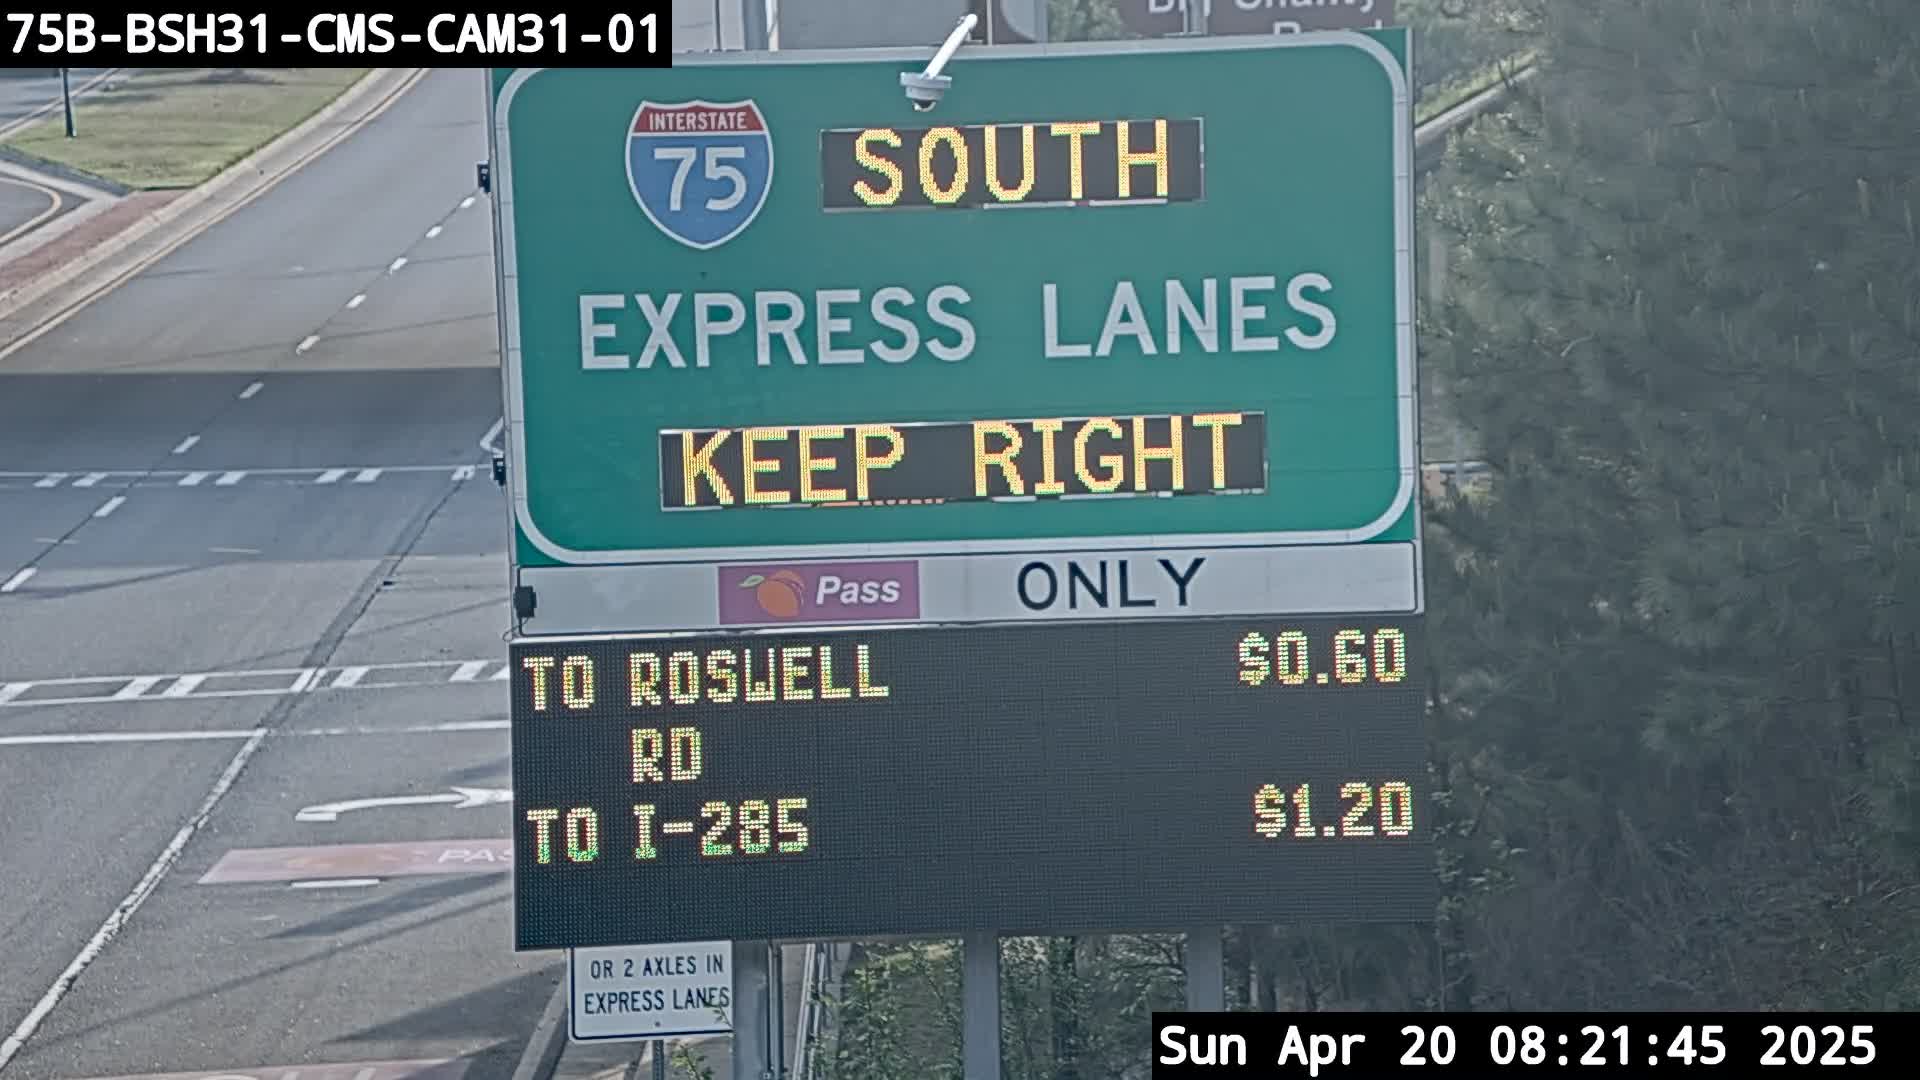 75B-BSH31-CMS-CAM31-01
INTERSTATE
75
SOUTH
EXPRESS LANES
KEEP RIGHT
Pass ONLY
TO ROSWELL $0.60
RD
TO I-285 $1.20
OR 2 AXLES IN
EXPRESS LANES
Sun Apr 20 08:21:45 2025